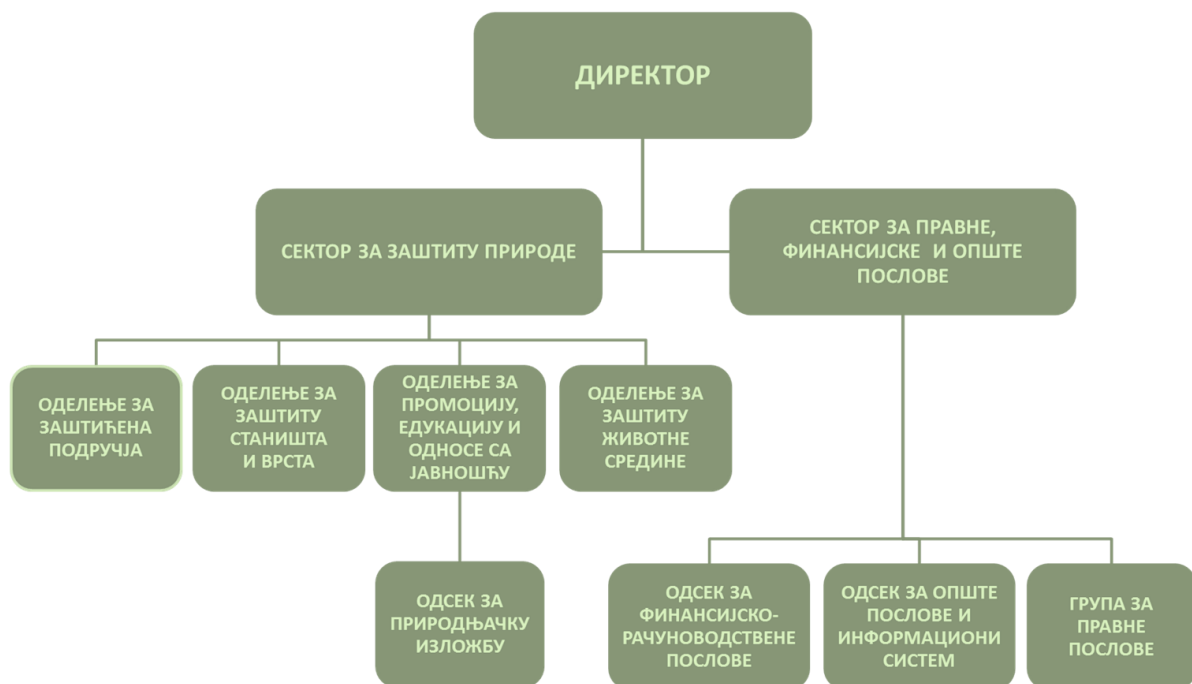 ДИРЕКТОР
СЕКТОР ЗА ЗАШТИТУ ПРИРОДЕ
СЕКТОР ЗА ПРАВНЕ,
ФИНАНСИЈСКЕ И ОПШТЕ
ПОСЛОВЕ
ОДЕЛЕЊЕ ЗА
ЗАШТИЋЕНА
ПОДРУЧЈА
ОДЕЛЕЊЕ ЗА
ЗАШТИТУ
СТАНИШТА
И ВРСТА
ОДЕЛЕЊЕ ЗА
ПРОМОЦИЈУ,
ЕДУКАЦИЈУ И
ОДНОСЕ СА
ЈАВНОШЋУ
ОДЕЛЕЊЕ ЗА
ЗАШТИТУ
ЖИВОТНЕ
СРЕДИНЕ
ОДСЕК ЗА
ПРИРОДЊАЧКУ
ИЗЛОЖБУ
ОДСЕК ЗА
ФИНАНСИЈСКО-
РАЧУНОВОДСТВЕНЕ
ПОСЛОВЕ
ОДСЕК ЗА ОПШТЕ
ПОСЛОВЕ И
ИНФОРМАЦИОНИ
СИСТЕМ
ГРУПА ЗА
ПРАВНЕ
ПОСЛОВЕ